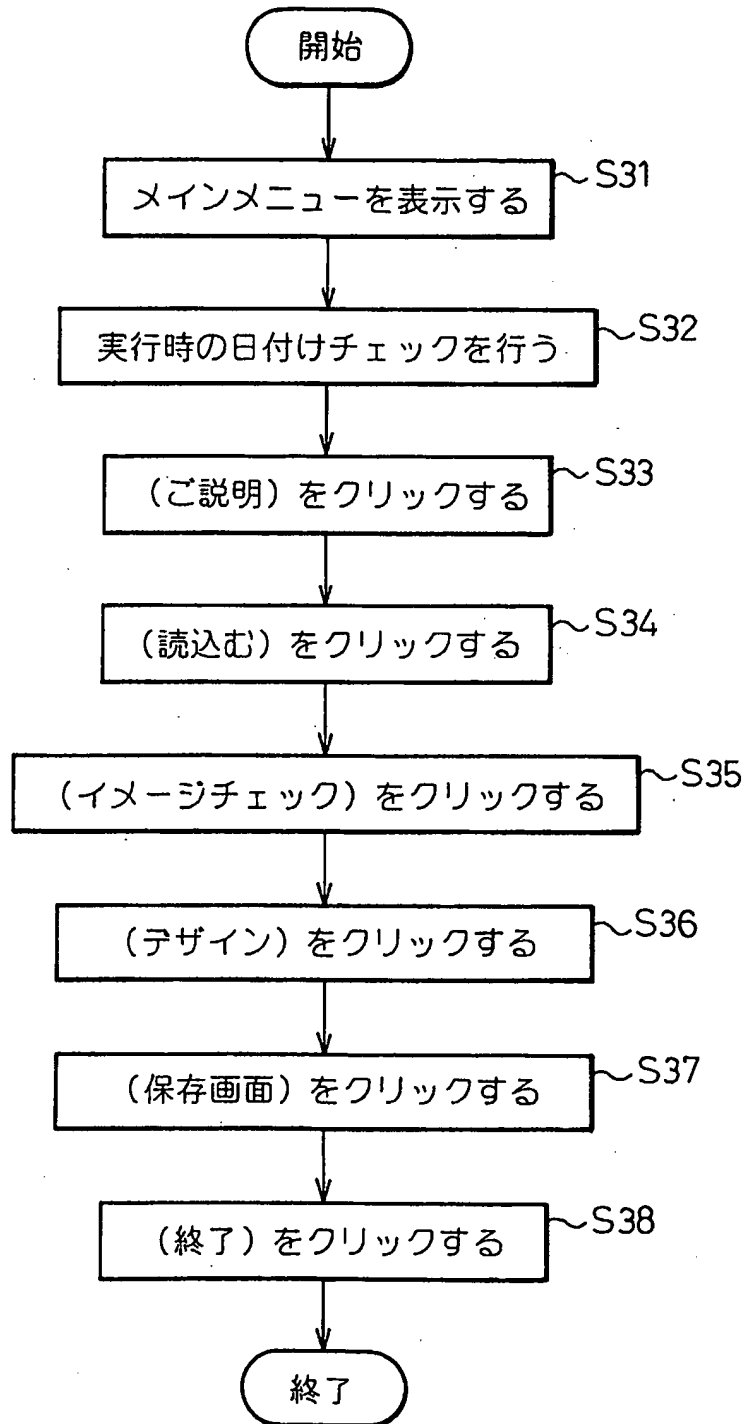 開始
メインメニューを表示する
S31
実行時の日付けチェックを行う
S32
(ご説明)をクリックする
S33
(読込む)をクリックする
S34
(イメージチェック)をクリックする
S35
(デザイン)をクリックする
S36
(保存画面)をクリックする
S37
(終了)をクリックする
S38
終了